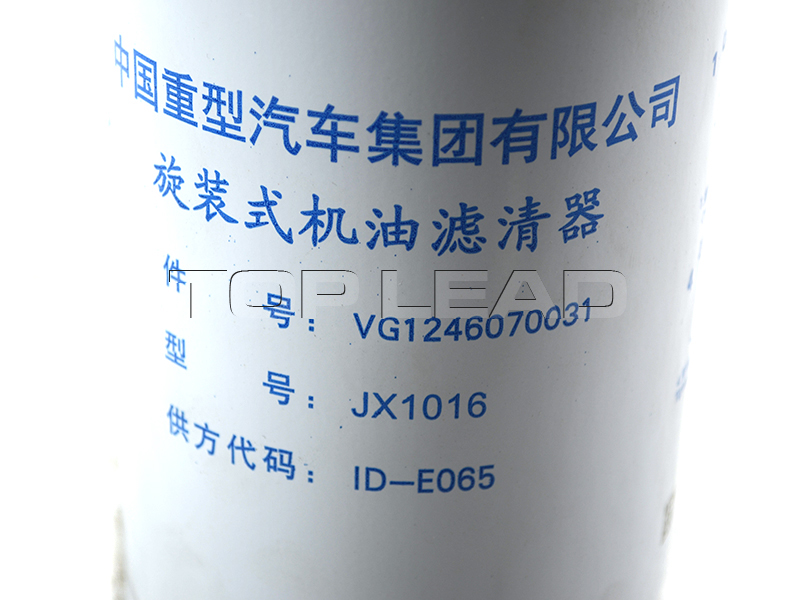 中国重型汽车集团有限公司
旋装式机油滤清器
件号：VG1246070031
TOP LEAD
型号：JX1016
供方代码：ID-E065